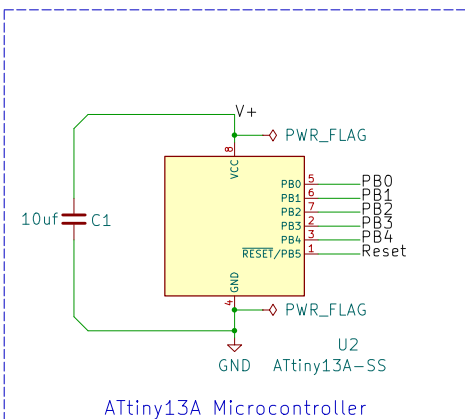 V+
PWR_FLAG
8
VCC
PB0 5 PB0
PB1 6 PB1
PB2 7 PB2
PB3 2 PB3
PB4 3 PB4
RESET/PB5 1 Reset
10uf C1
GND
4
PWR_FLAG
U2
GND ATtiny13A-SS
ATtiny13A Microcontroller